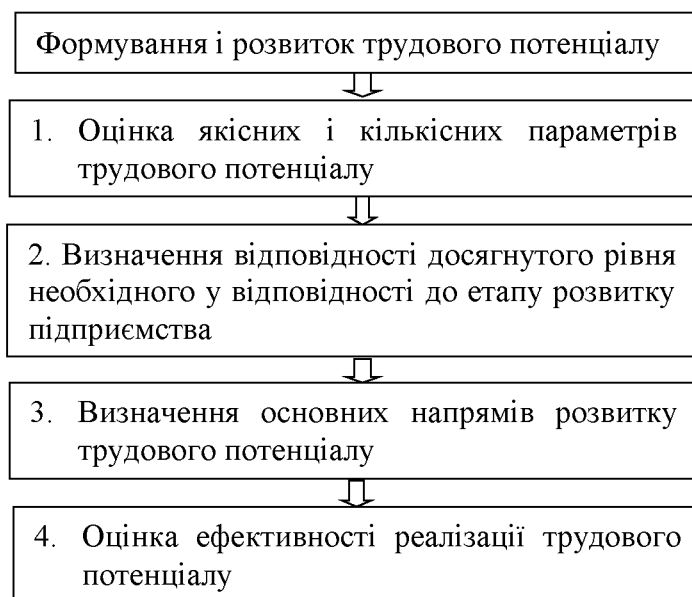 Формування і розвиток трудового потенціалу
1. Оцінка якісних і кількісних параметрів
трудового потенціалу
2. Визначення відповідності досягнутого рівня
необхідного у відповідності до етапу розвитку
підприємства
3. Визначення основних напрямів розвитку
трудового потенціалу
4. Оцінка ефективності реалізації трудового
потенціалу